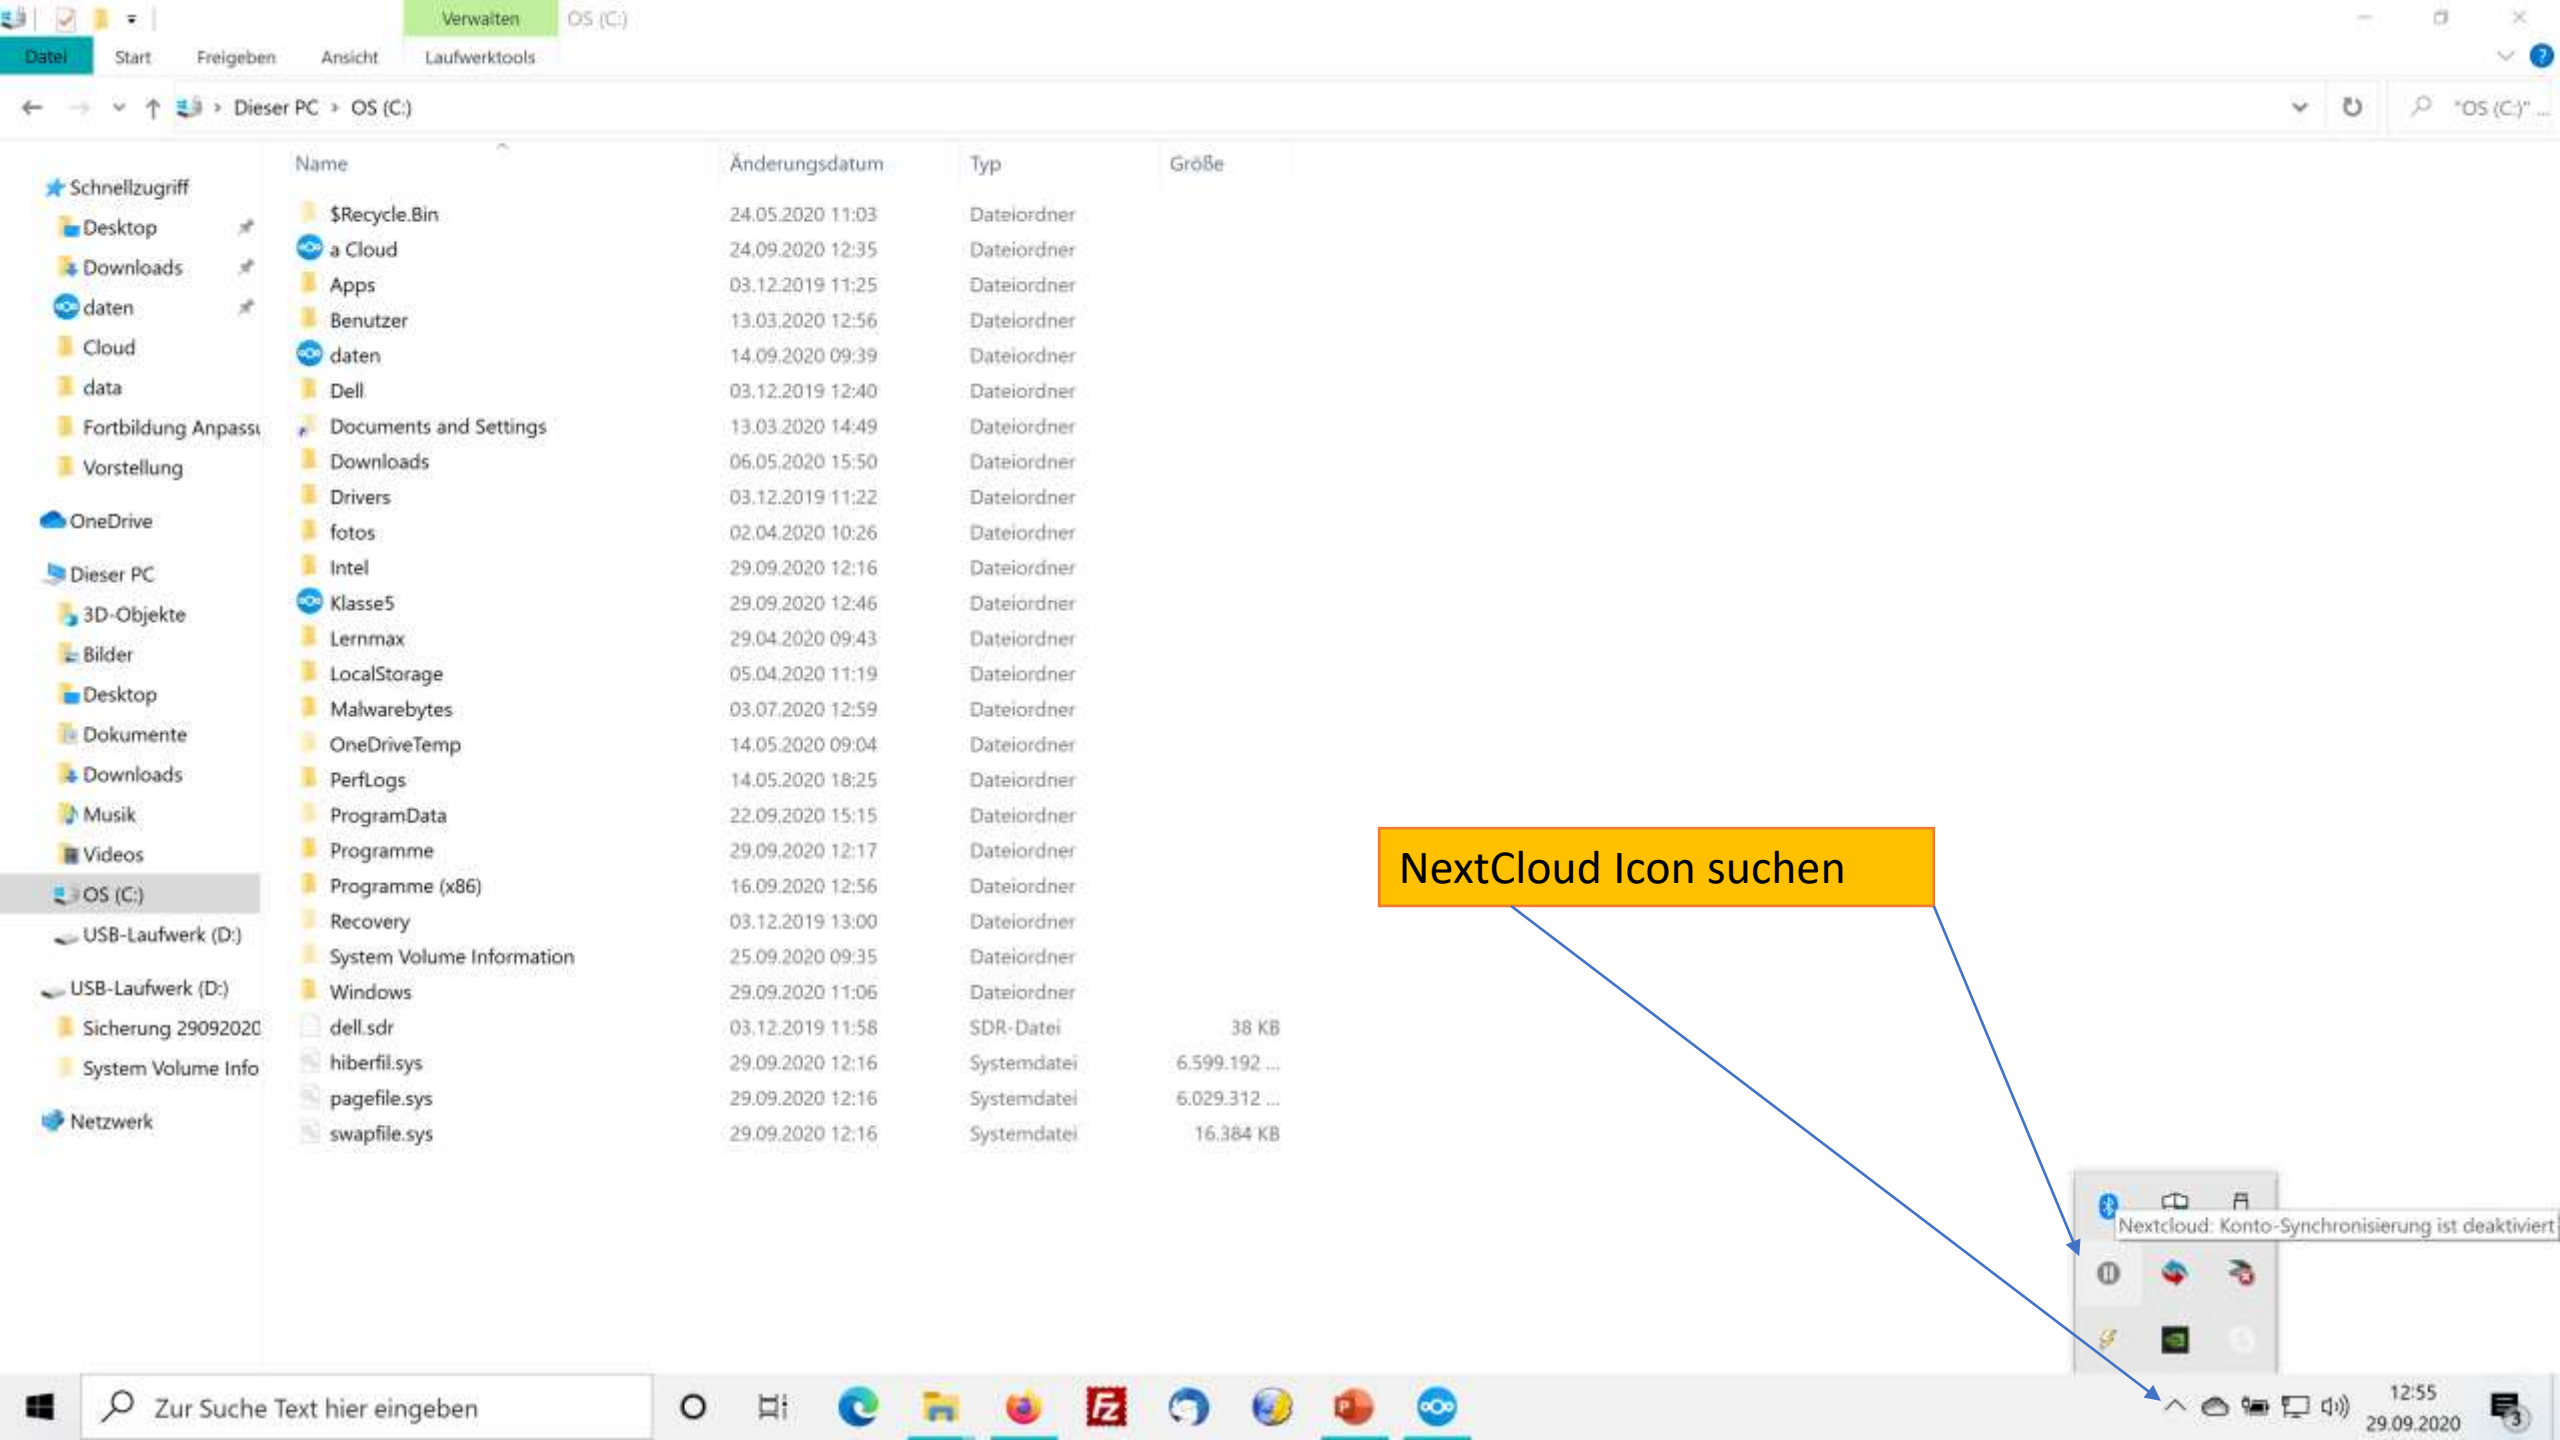 Verwalten OS (C:)
Datei Start Freigeben Ansicht Laufwerktools
Dieser PC OS (C:) "OS (C:)" ...
Name Änderungsdatum Typ Größe
Schnellzugriff
Desktop
Downloads
daten
Cloud
data
Fortbildung Anpassu
Vorstellung
OneDrive
Dieser PC
3D-Objekte
Bilder
Desktop
Dokumente
Downloads
Musik
Videos
OS (C:)
USB-Laufwerk (D:)
USB-Laufwerk (D:)
Sicherung 29092020
System Volume Info
Netzwerk
$Recycle.Bin 24.05.2020 11:03 Dateiordner
a Cloud 24.09.2020 12:35 Dateiordner
Apps 03.12.2019 11:25 Dateiordner
Benutzer 13.03.2020 12:56 Dateiordner
daten 14.09.2020 09:39 Dateiordner
Dell 03.12.2019 12:40 Dateiordner
Documents and Settings 13.03.2020 14:49 Dateiordner
Downloads 06.05.2020 15:50 Dateiordner
Drivers 03.12.2019 11:22 Dateiordner
fotos 02.04.2020 10:26 Dateiordner
Intel 29.09.2020 12:16 Dateiordner
Klasse5 29.09.2020 12:46 Dateiordner
Lernmax 29.04.2020 09:43 Dateiordner
LocalStorage 05.04.2020 11:19 Dateiordner
Malwarebytes 03.07.2020 12:59 Dateiordner
OneDriveTemp 14.05.2020 09:04 Dateiordner
PerfLogs 14.05.2020 18:25 Dateiordner
ProgramData 22.09.2020 15:15 Dateiordner
Programme 29.09.2020 12:17 Dateiordner
Programme (x86) 16.09.2020 12:56 Dateiordner
Recovery 03.12.2019 13:00 Dateiordner
System Volume Information 25.09.2020 09:35 Dateiordner
Windows 29.09.2020 11:06 Dateiordner
dell.sdr 03.12.2019 11:58 SDR-Datei 38 KB
hiberfil.sys 29.09.2020 12:16 Systemdatei 6.599.192 ...
pagefile.sys 29.09.2020 12:16 Systemdatei 6.029.312 ...
swapfile.sys 29.09.2020 12:16 Systemdatei 16.384 KB
NextCloud Icon suchen
Nextcloud: Konto-Synchronisierung ist deaktiviert
Zur Suche Text hier eingeben
Fz
P
12:55
29.09.2020
3